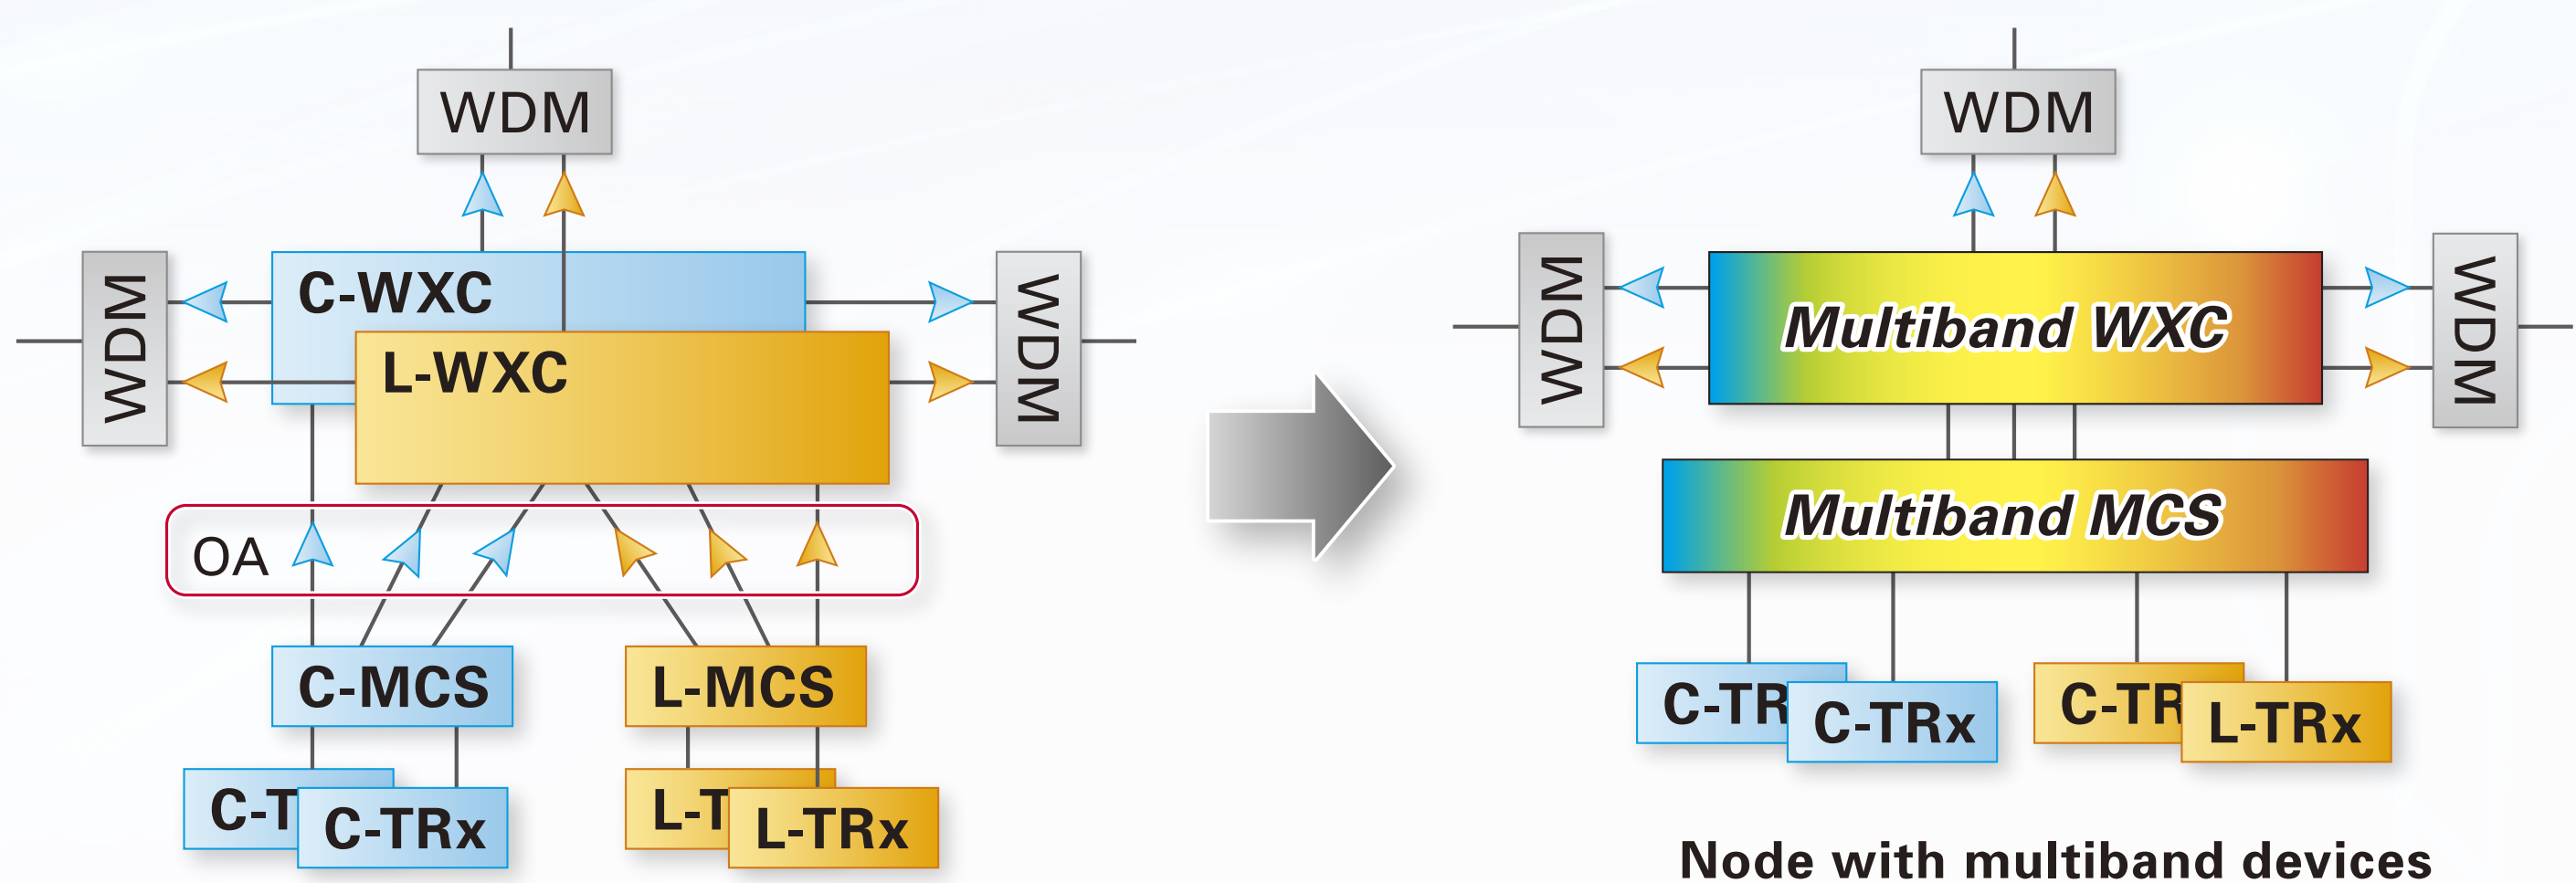 WDM
WDM
C-WXC
L-WXC
WDM
OA
C-MCS
L-MCS
C-T
C-TRx
L-T
L-TRx
WDM
WDM
Multiband WXC
WDM
Multiband MCS
C-TR
C-TRx
C-TR
L-TRx
Node with multiband devices